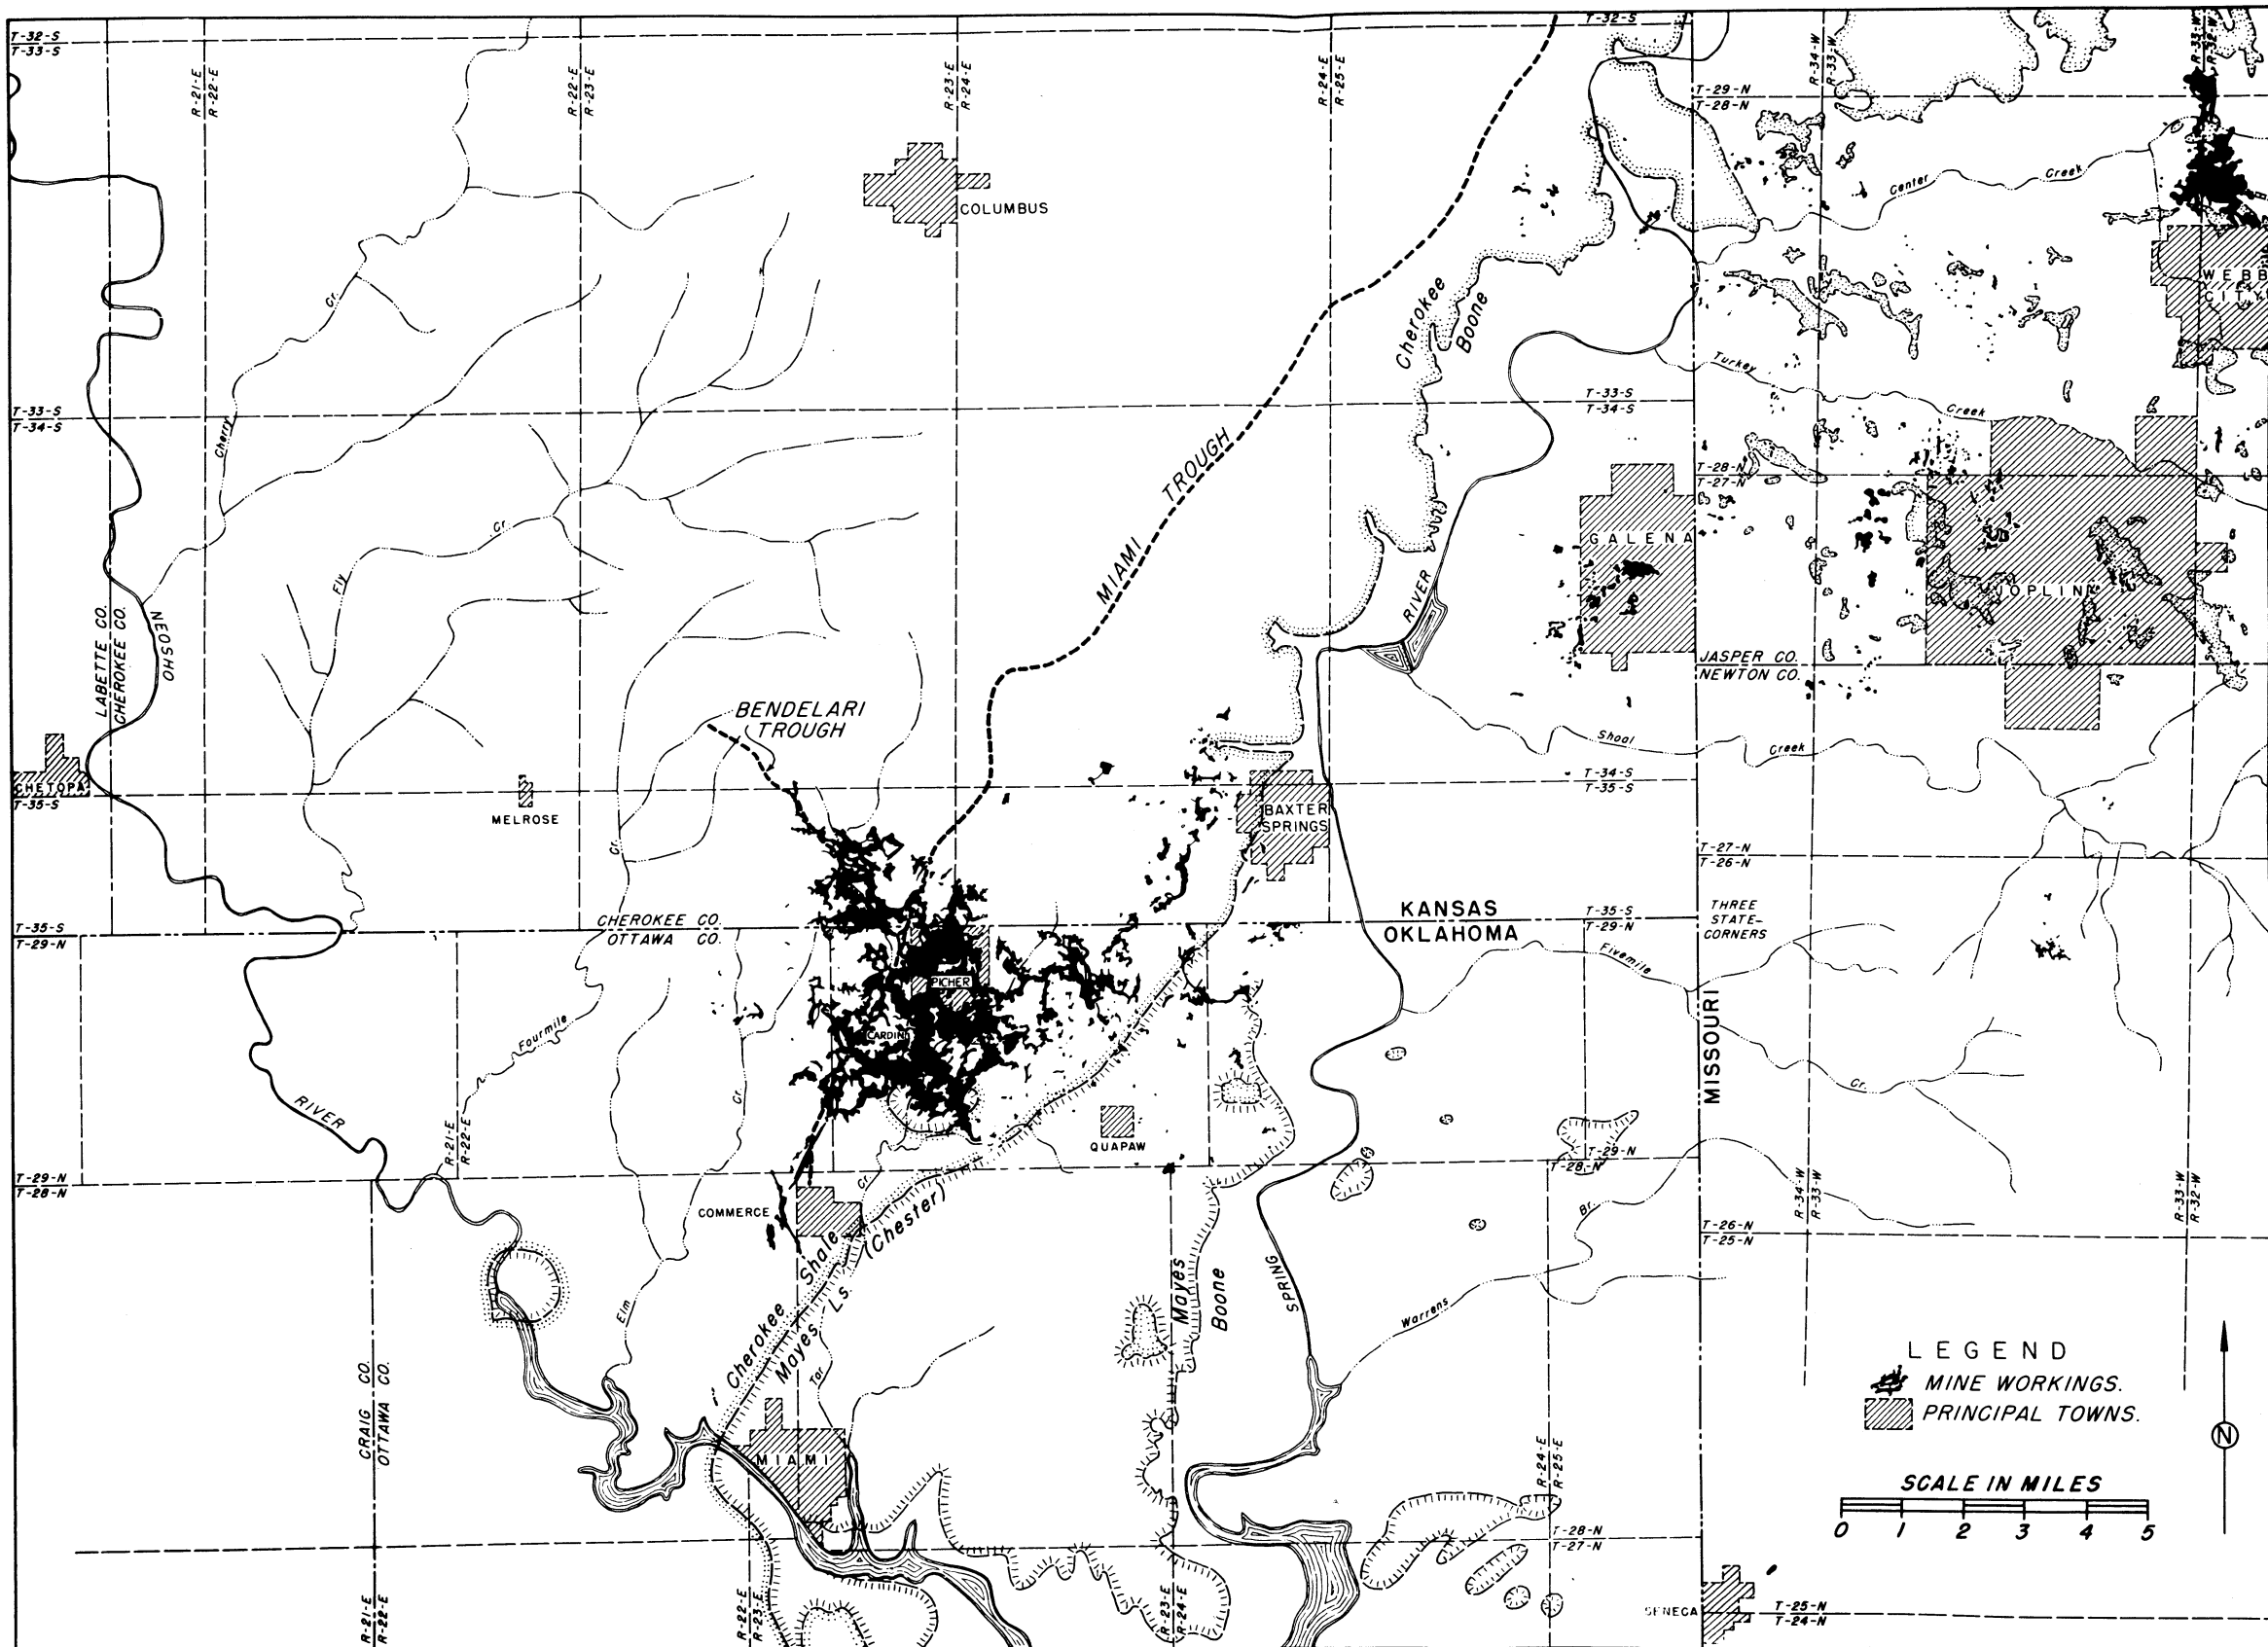 T-32-S
T-33-S
R-21-E
R-22-E
R-22-E
R-23-E
R-23-E
R-24-E
R-24-E
R-25-E
T-32-S
R-34-W
R-33-W
R-33-W
R-32-W
T-29-N
T-28-N
COLUMBUS
Center Creek
WEBB
CITY
Cr.
Cherry
Cherokee
Boone
Turkey
Creek
T-33-S
T-34-S
T-33-S
T-34-S
MIAMI TROUGH
T-28-N
T-27-N
GALENA
JOPLIN
Cr.
Fly
LABETTE CO.
CHEROKEE CO.
NEOSHO
RIVER
JASPER CO.
NEWTON CO.
BENDELARI
TROUGH
Shoal
Creek
CHETOPA
T-35-S
MELROSE
T-34-S
T-35-S
BAXTER
SPRINGS
Cr.
T-27-N
T-26-N
CHEROKEE CO.
OTTAWA CO.
KANSAS
OKLAHOMA
T-35-S
T-29-N
T-35-S
T-29-N
THREE
STATE-
CORNERS
Fivemile
PICHER
CARDIN
Fourmile
MISSOURI
Cr.
Cr.
RIVER
R-21-E
R-22-E
QUAPAW
T-29-N
T-28-N
T-29-N
T-28-N
R-34-W
R-33-W
R-33-W
R-32-W
Cr.
COMMERCE
Br.
T-26-N
T-25-N
Cherokee Shale
Mayes Ls. (Chester)
Mayes
Boone
SPRING
Elm
Warrens
Tar
CRAIG CO.
OTTAWA CO.
LEGEND
MINE WORKINGS.
PRINCIPAL TOWNS.
N
MIAMI
R-24-E
R-25-E
SCALE IN MILES
0 1 2 3 4 5
T-28-N
T-27-N
R-21-E
R-22-E
R-22-E
R-23-E
R-23-E
R-24-E
SENECA
T-25-N
T-24-N